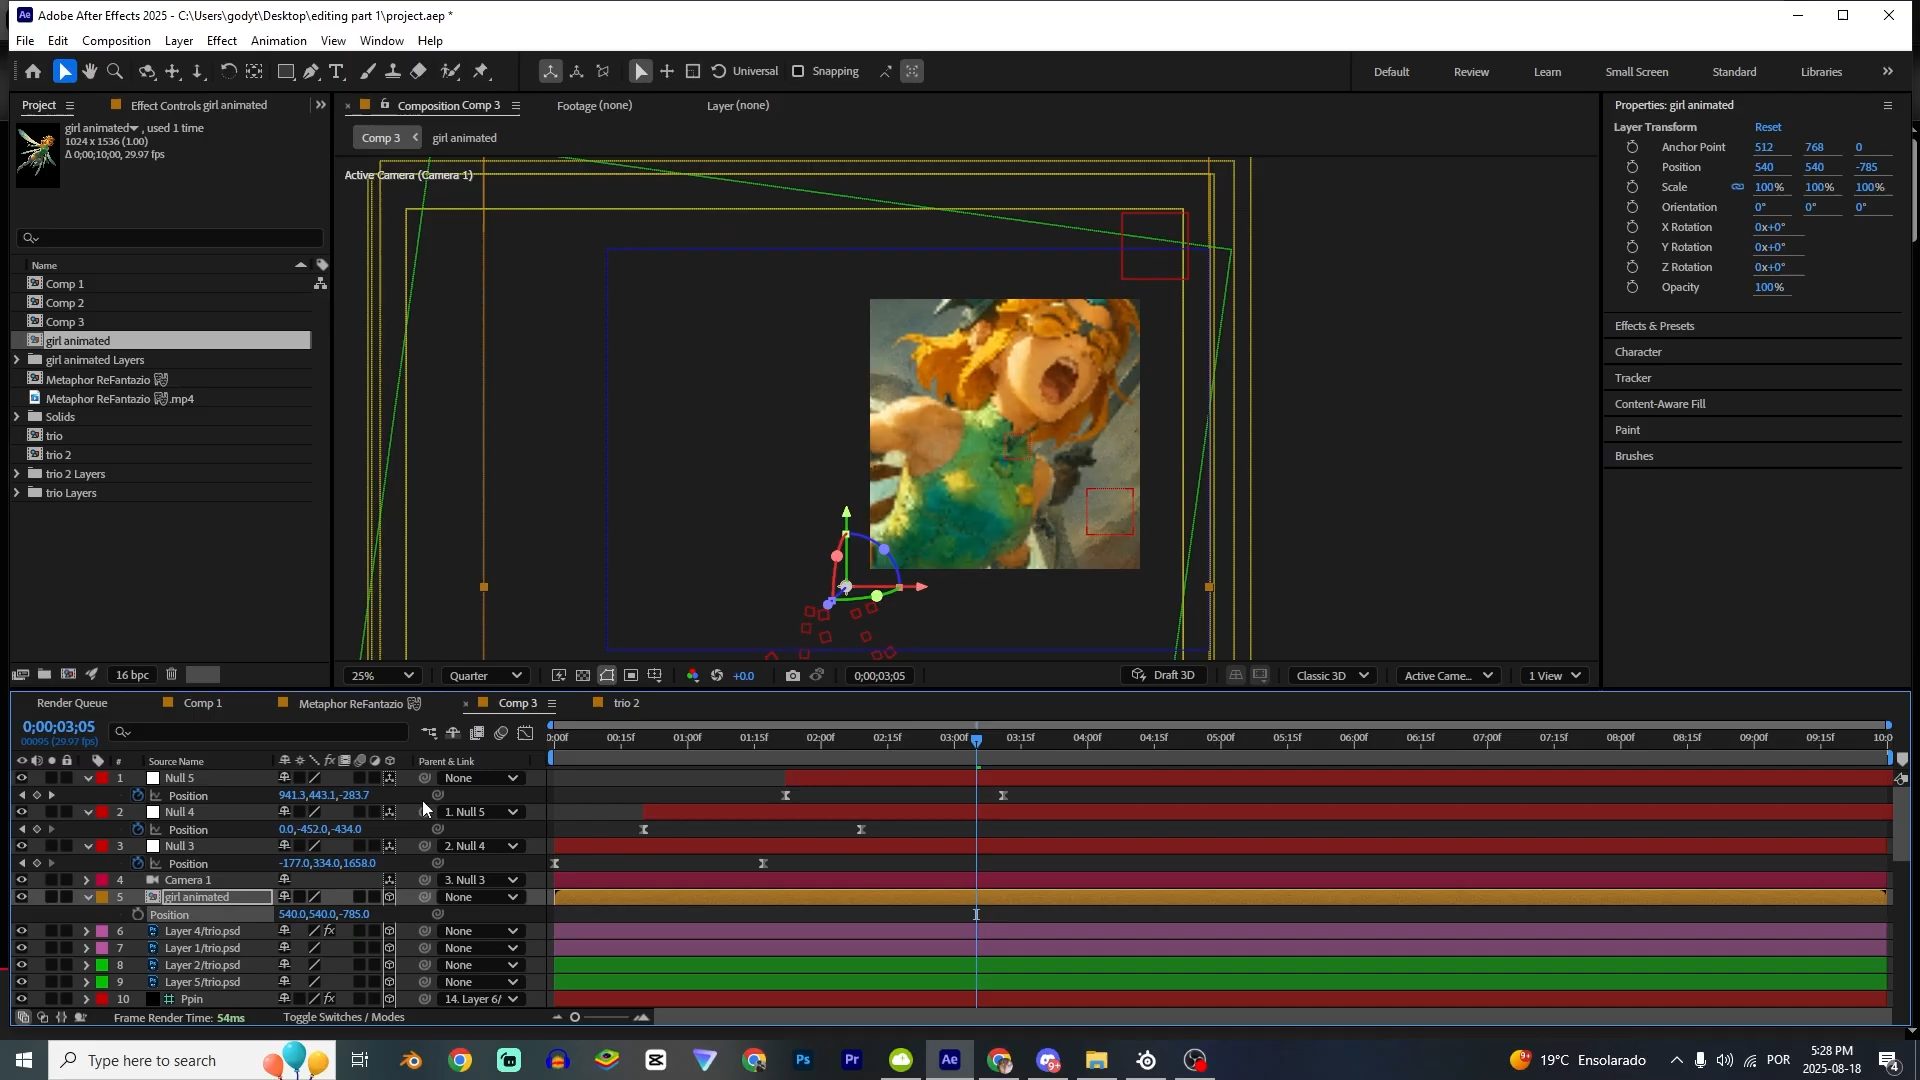 Adobe After Effects 2025 - C:\Users\godyt\Desktop\editing part 1\project.aep *
File Edit Composition Layer Effect Animation View Window Help
Universal Snapping Default Review Learn Small Screen Standard Libraries
Project Effect Controls girl animated
girl animated , used 1 time
1024 x 1536 (1.00)
Δ 0;00;10;00, 29.97 fps
Name
Comp 1
Comp 2
Comp 3
girl animated
girl animated Layers
Metaphor ReFantazio
Metaphor ReFantazio .mp4
Solids
trio
trio 2
trio 2 Layers
trio Layers
16 bpc
Composition Comp 3 Footage (none) Layer (none)
Comp 3 girl animated
Active Camera (Camera 1)
25% Quarter +0.0 0;00;03;05 Draft 3D Classic 3D Active Came... 1 View
Properties: girl animated
Layer Transform Reset
Anchor Point 512 768 0
Position 540 540 -785
Scale 100% 100% 100%
Orientation 0° 0° 0°
X Rotation 0x+0°
Y Rotation 0x+0°
Z Rotation 0x+0°
Opacity 100%
Effects & Presets
Character
Tracker
Content-Aware Fill
Paint
Brushes
Render Queue Comp 1 Metaphor ReFantazio Comp 3 trio 2
0;00;03;05
00095 (29.97 fps)
0:00f 00:15f 01:00f 01:15f 02:00f 02:15f 03:00f 03:15f 04:00f 04:15f 05:00f 05:15f 06:00f 06:15f 07:00f 07:15f 08:00f 08:15f 09:00f 09:15f 10:0
# Source Name fx Parent & Link
1 Null 5 None
Position 941.3,443.1,-283.7
2 Null 4 1. Null 5
Position 0.0,-452.0,-434.0
3 Null 3 2. Null 4
Position -177.0,334.0,1658.0
4 Camera 1 3. Null 3
5 girl animated None
Position 540.0,540.0,-785.0
6 Layer 4/trio.psd fx None
7 Layer 1/trio.psd None
8 Layer 2/trio.psd None
9 Layer 5/trio.psd None
10 Ppin fx 14. Layer 6/
Frame Render Time: 54ms Toggle Switches / Modes
Type here to search
19°C Ensolarado POR
5:28 PM
2025-08-18